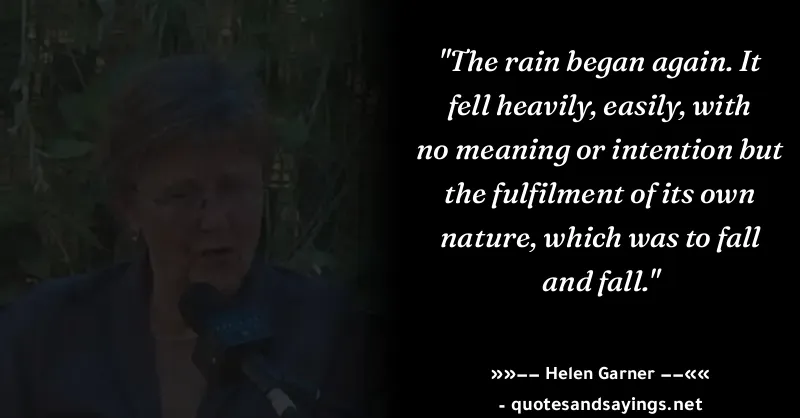 "The rain began again. It
fell heavily, easily, with
no meaning or intention but
the fulfilment of its own
nature, which was to fall
and fall."
»»−− Helen Garner −−««
- quotesandsayings.net